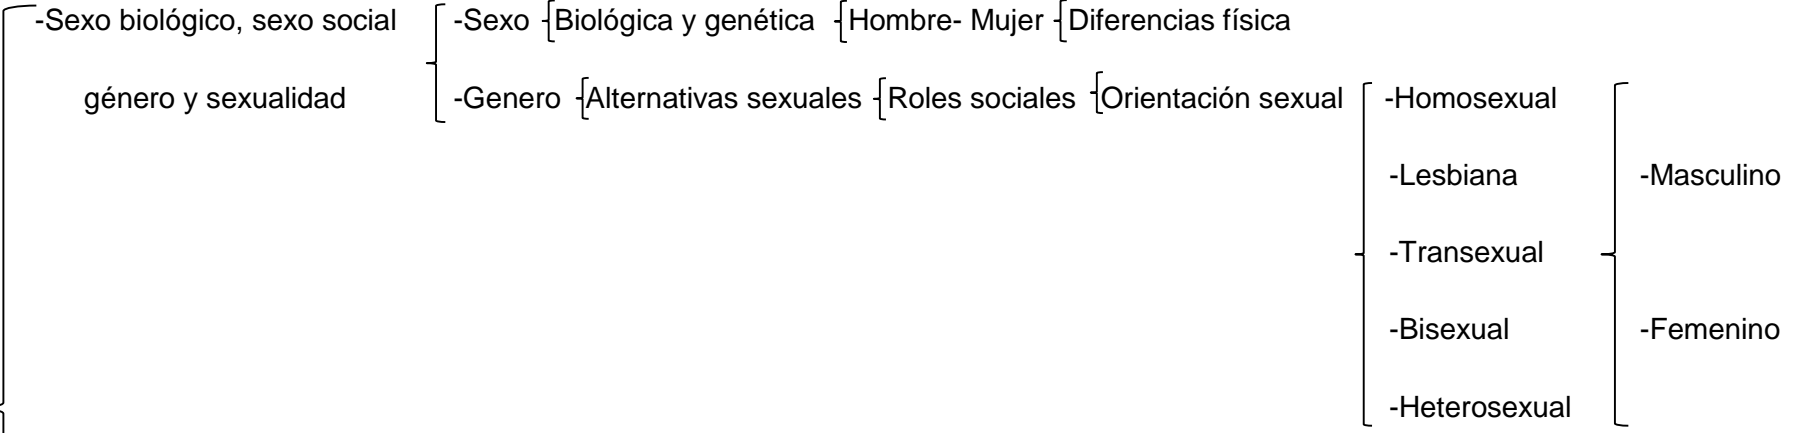 -Sexo biológico, sexo social -Sexo Biológica y genética Hombre- Mujer Diferencias física
género y sexualidad -Genero Alternativas sexuales Roles sociales Orientación sexual -Homosexual
-Lesbiana -Masculino
-Transexual
-Bisexual -Femenino
-Heterosexual